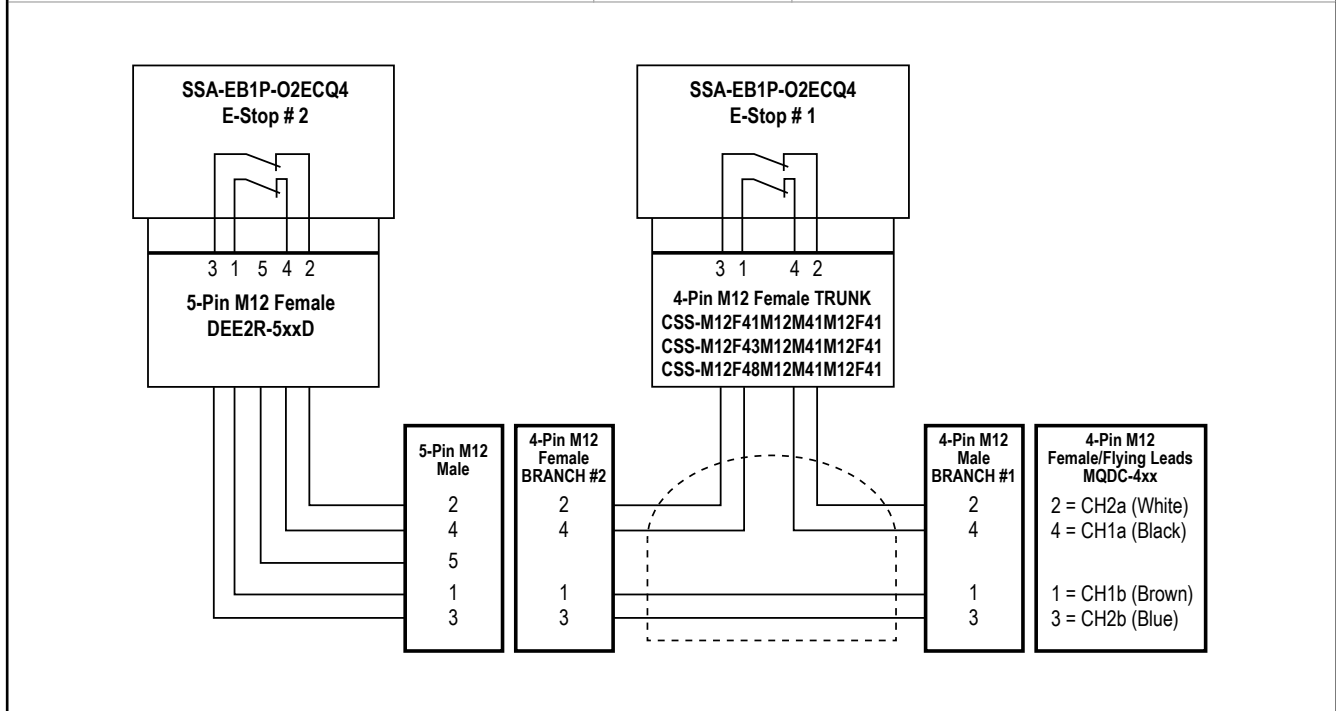 SSA-EB1P-O2ECQ4
E-Stop # 2
3 1 5 4 2
5-Pin M12 Female
DEE2R-5xxD
SSA-EB1P-O2ECQ4
E-Stop # 1
3 1 4 2
4-Pin M12 Female TRUNK
CSS-M12F41M12M41M12F41
CSS-M12F43M12M41M12F41
CSS-M12F48M12M41M12F41
5-Pin M12
Male
2
4
5
1
3
4-Pin M12
Female
BRANCH #2
2
4
1
3
4-Pin M12
Male
BRANCH #1
2
4
1
3
4-Pin M12
Female/Flying Leads
MQDC-4xx
2 = CH2a (White)
4 = CH1a (Black)
1 = CH1b (Brown)
3 = CH2b (Blue)